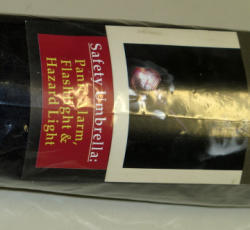 Safety Umbrella:
Panic Alarm,
Flashlight &
Hazard Light